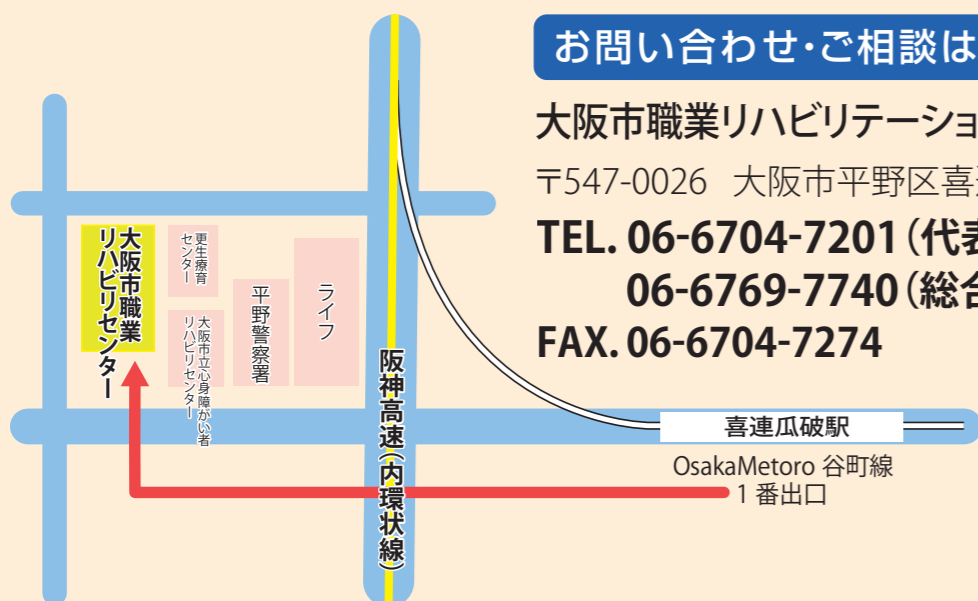 お問い合わせ・ご相談は
大阪市職業リハビリテーショ
〒547-0026 大阪市平野区喜
TEL. 06-6704-7201(代表
06-6769-7740(総合
FAX. 06-6704-7274
大阪市職業
リハビリセンター
更生療育
センター
大阪市立心身障がい者
リハビリセンター
平野警察署
ライフ
阪神高速(内環状線)
喜連瓜破駅
OsakaMetoro 谷町線
1 番出口